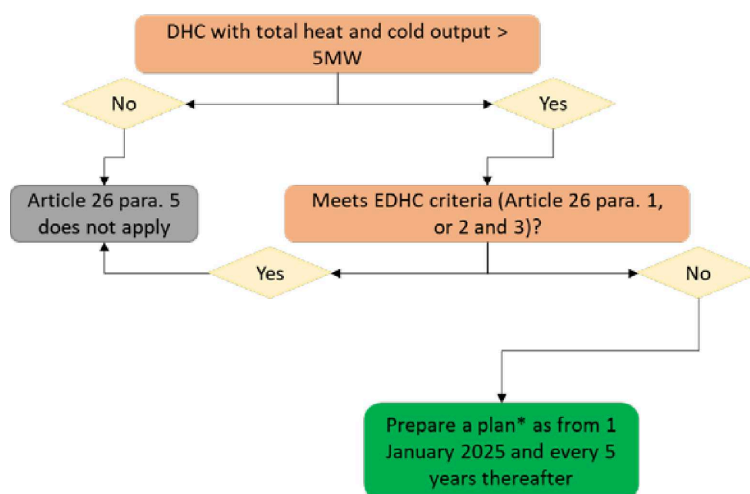 DHC with total heat and cold output >
5MW
No
Yes
Article 26 para. 5
does not apply
Meets EDHC criteria (Article 26 para. 1,
or 2 and 3)?
Yes
No
Prepare a plan* as from 1
January 2025 and every 5
years thereafter